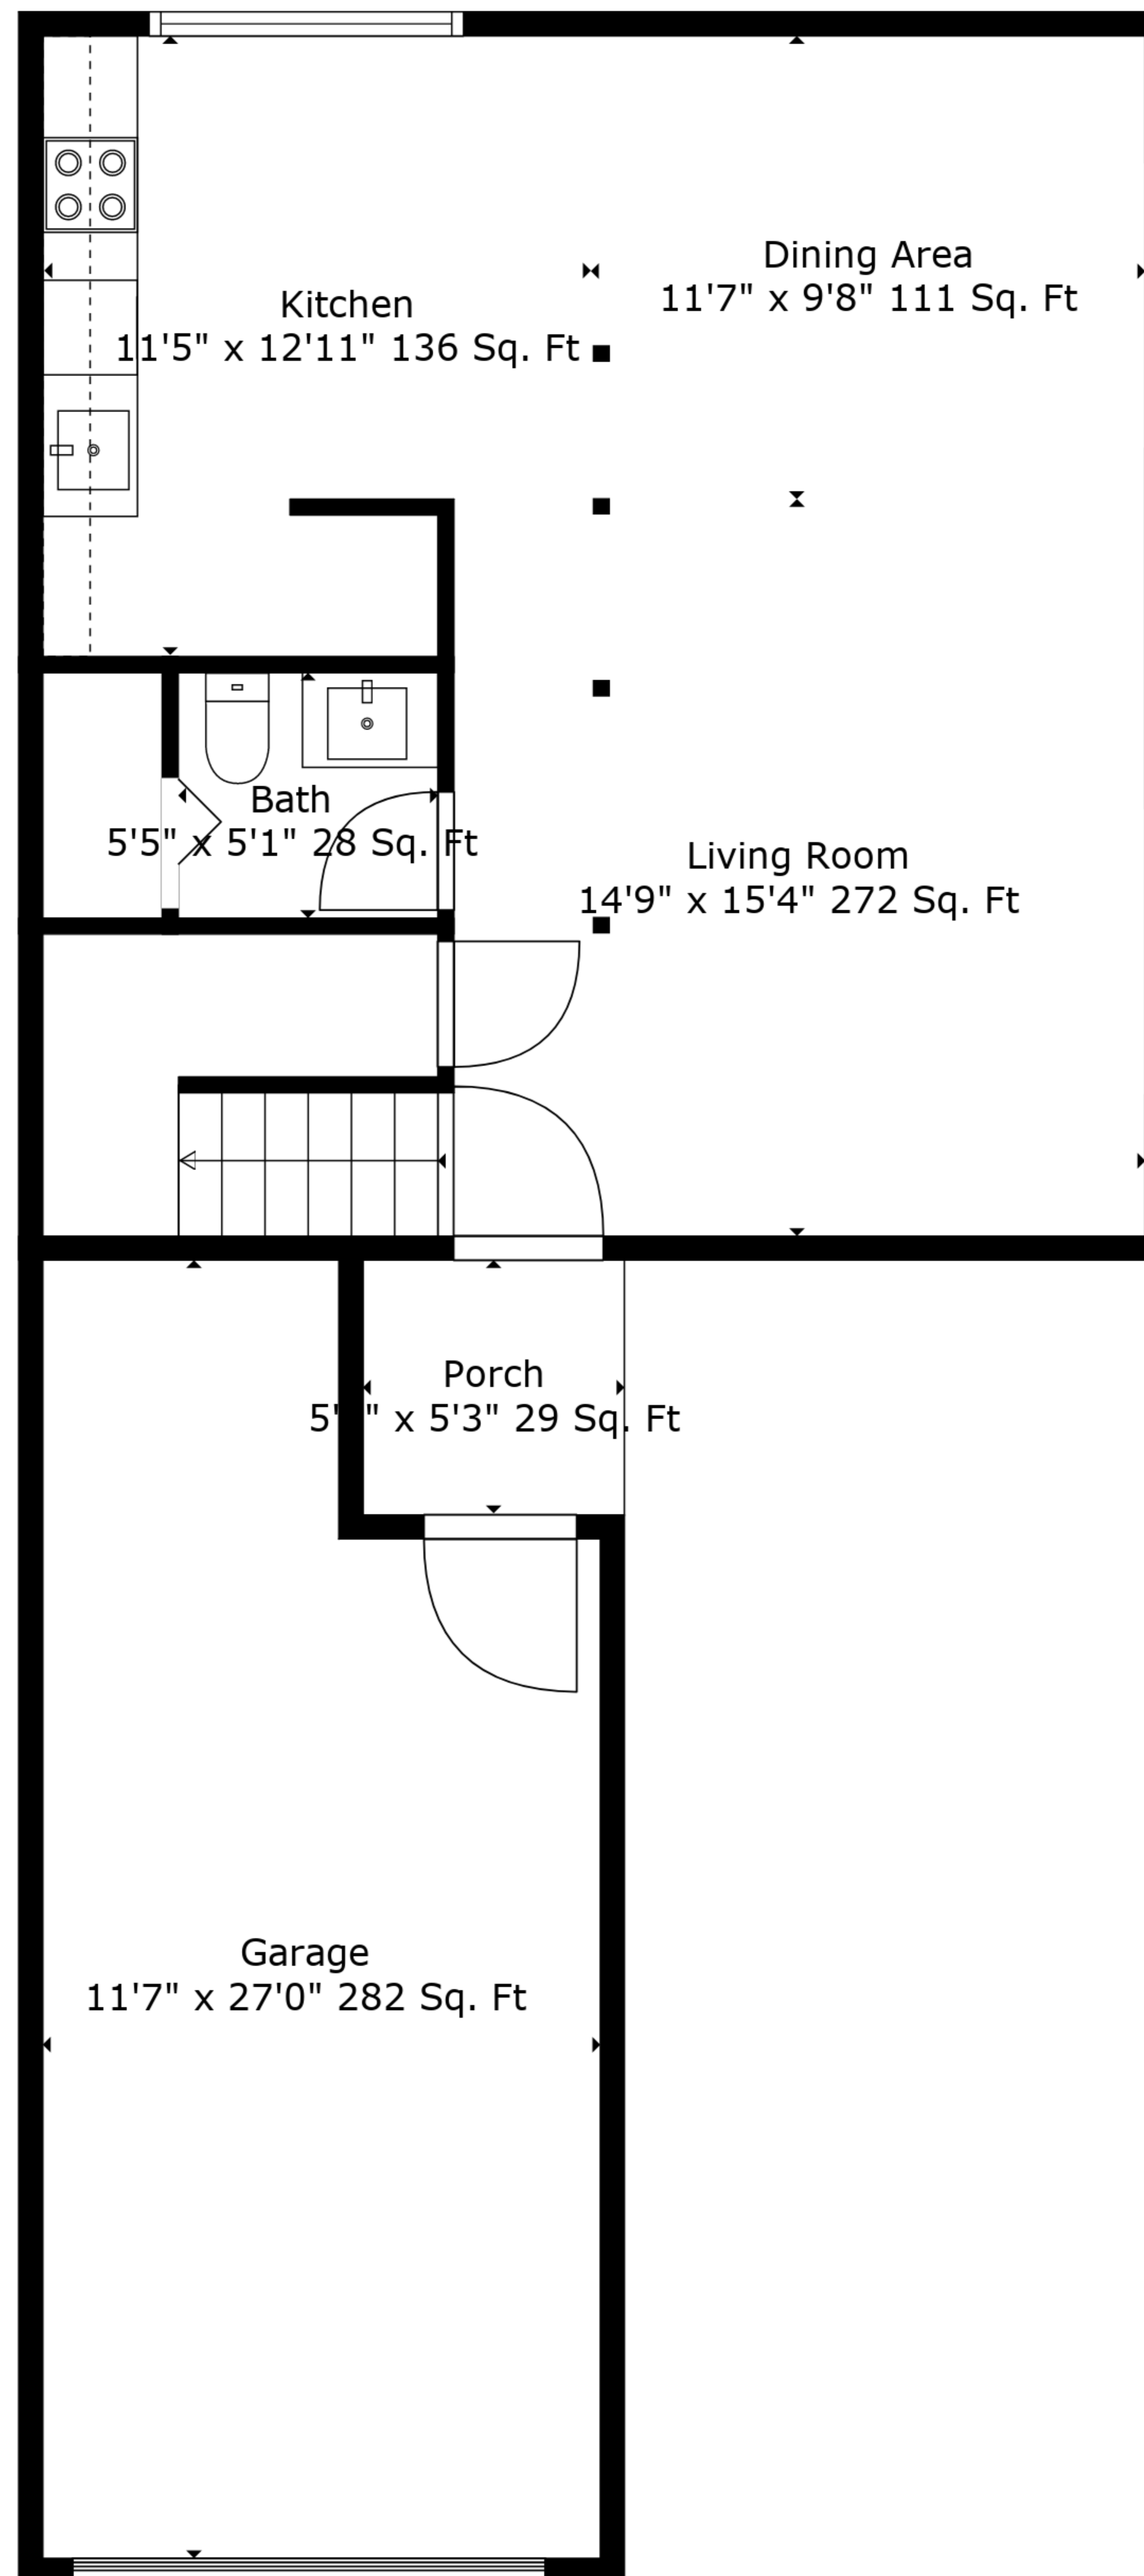 Dining Area
11'7" x 9'8" 111 Sq. Ft
Kitchen
11'5" x 12'11" 136 Sq. Ft
Bath
5'5" x 5'1" 28 Sq. Ft
Living Room
14'9" x 15'4" 272 Sq. Ft
Porch
x 5'3" 29 Sq. Ft
Garage
11'7" x 27'0" 282 Sq. Ft